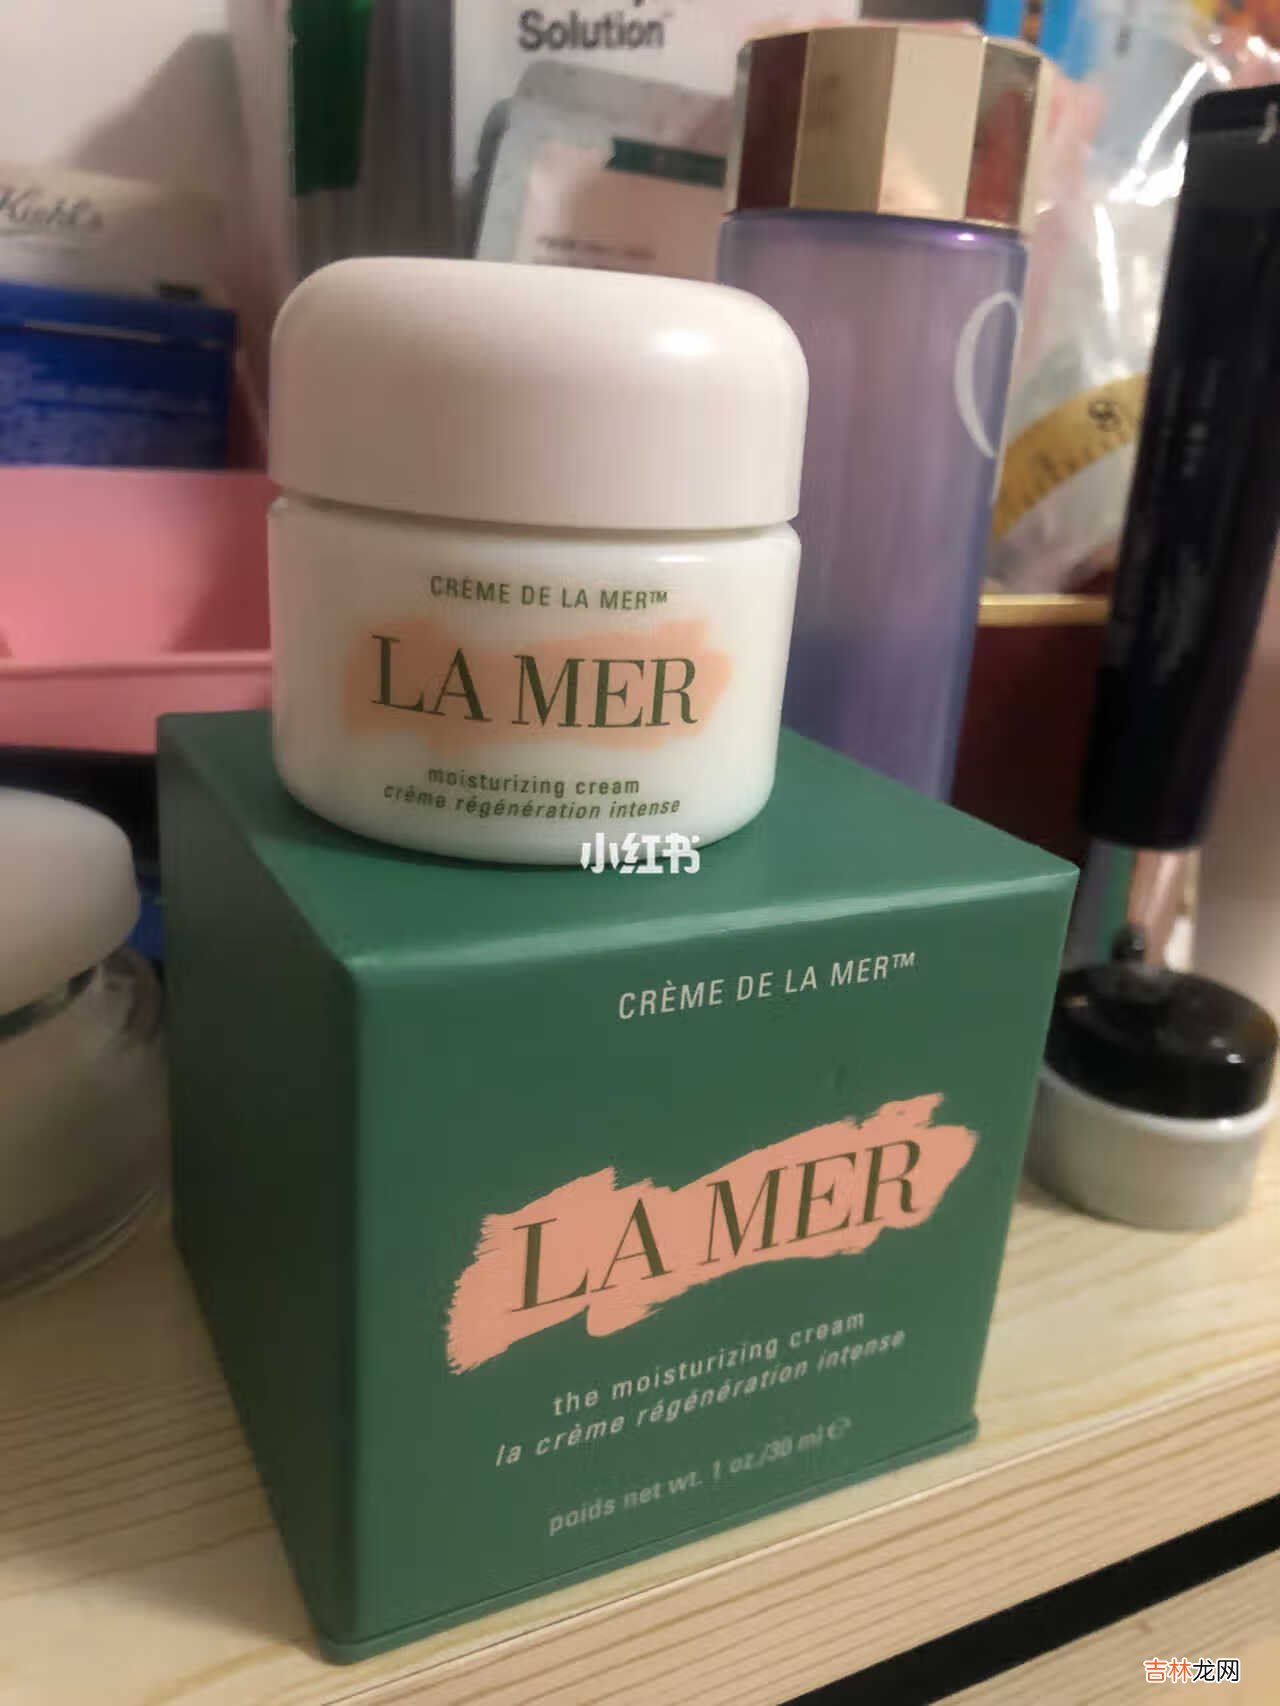 Solution
Kiehl's
CRÈME DE LA MER™
LA MER
moisturizing cream
crème régénération intense
小红书
CRÈME DE LA MER™
LA MER
the moisturizing cream
la crème régénération intense
poids net wt. 1 oz./30 ml ℮
吉林龙网